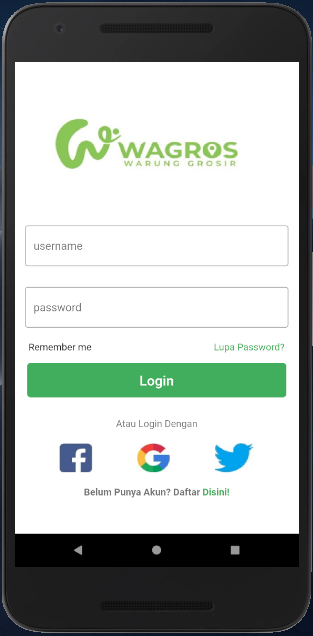 WAGROS
WARUNG GROSIR
username
password
Remember me
Lupa Password?
Login
Atau Login Dengan
Belum Punya Akun? Daftar Disini!